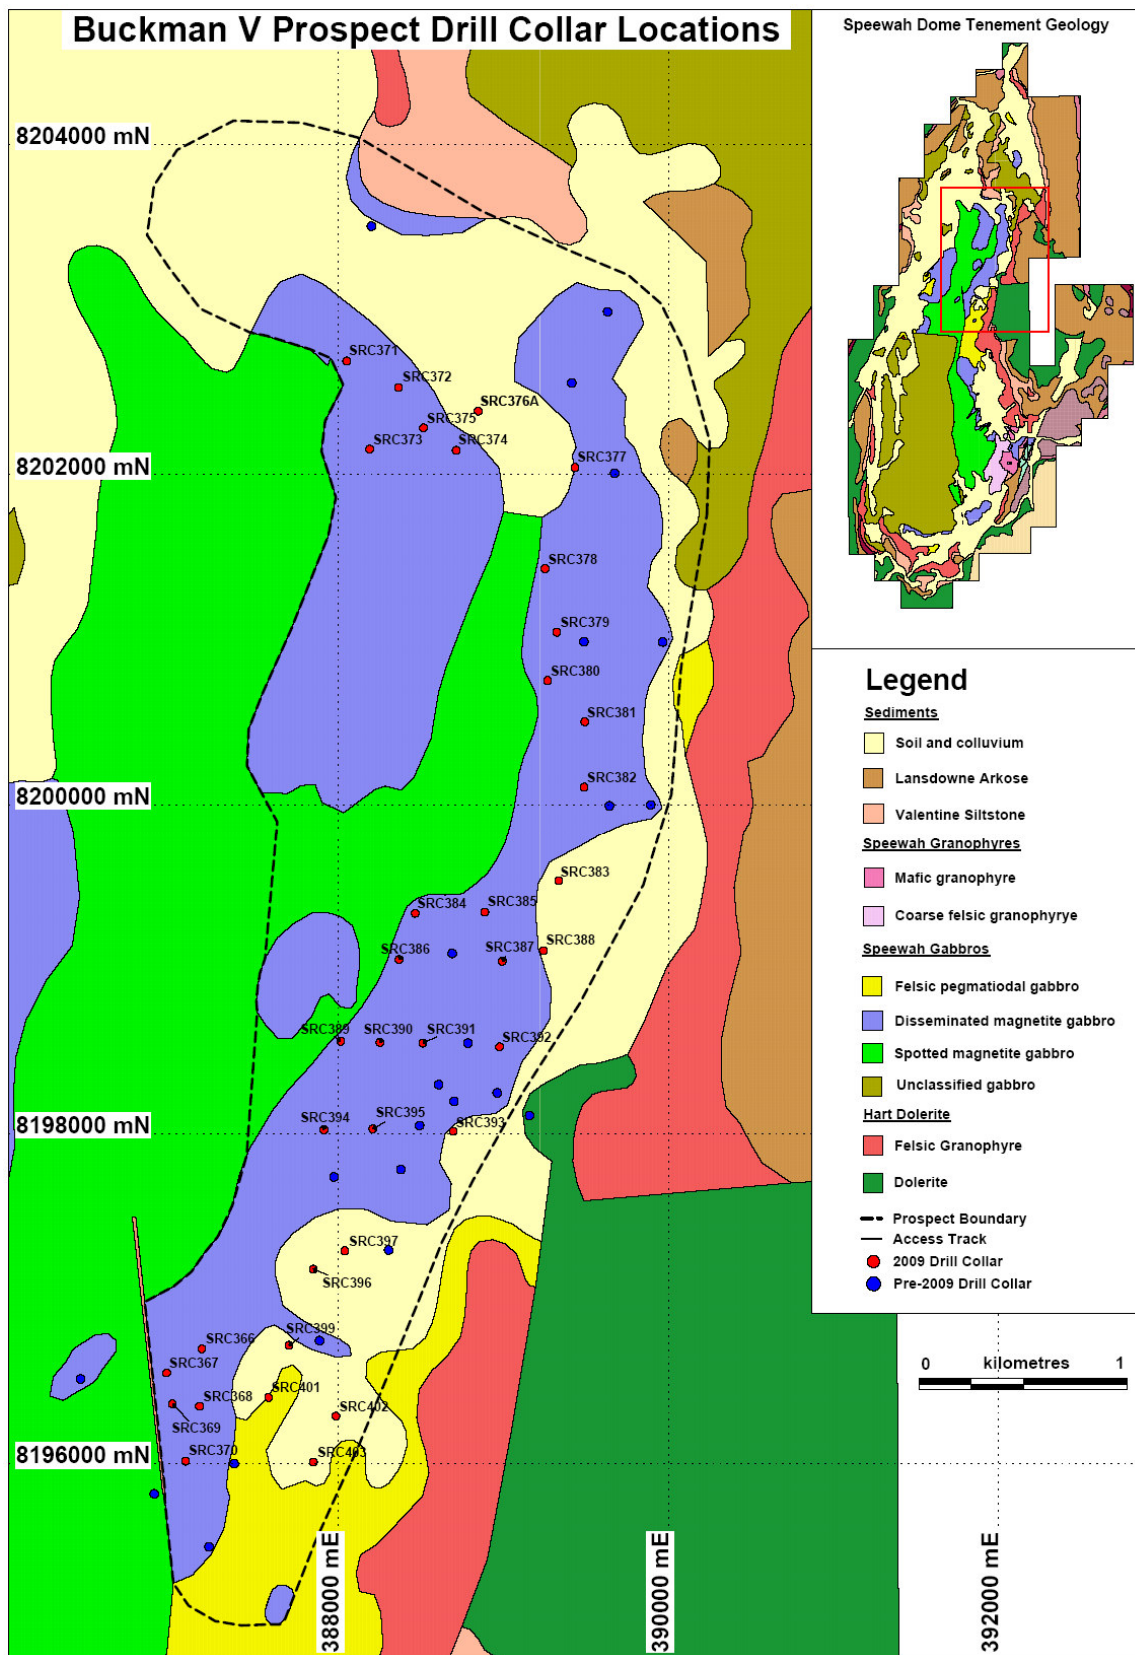 Buckman V Prospect Drill Collar Locations
Speewah Dome Tenement Geology
8204000 mN
SRC371
SRC372
SRC376A
SRC375
SRC373
SRC374
SRC377
8202000 mN
SRC378
SRC379
SRC380
SRC381
SRC382
8200000 mN
SRC383
SRC384
SRC385
SRC386
SRC387
SRC388
SRC389
SRC390
SRC391
SRC392
SRC394
SRC395
SRC393
8198000 mN
SRC397
SRC396
SRC399
SRC366
SRC367
SRC401
SRC368
SRC402
SRC369
SRC370
SRC403
8196000 mN
388000 mE
390000 mE
392000 mE
Legend
Sediments
Soil and colluvium
Lansdowne Arkose
Valentine Siltstone
Speewah Granophyres
Mafic granophyre
Coarse felsic granophyrye
Speewah Gabbros
Felsic pegmatiodal gabbro
Disseminated magnetite gabbro
Spotted magnetite gabbro
Unclassified gabbro
Hart Dolerite
Felsic Granophyre
Dolerite
Prospect Boundary
Access Track
2009 Drill Collar
Pre-2009 Drill Collar
0 kilometres 1